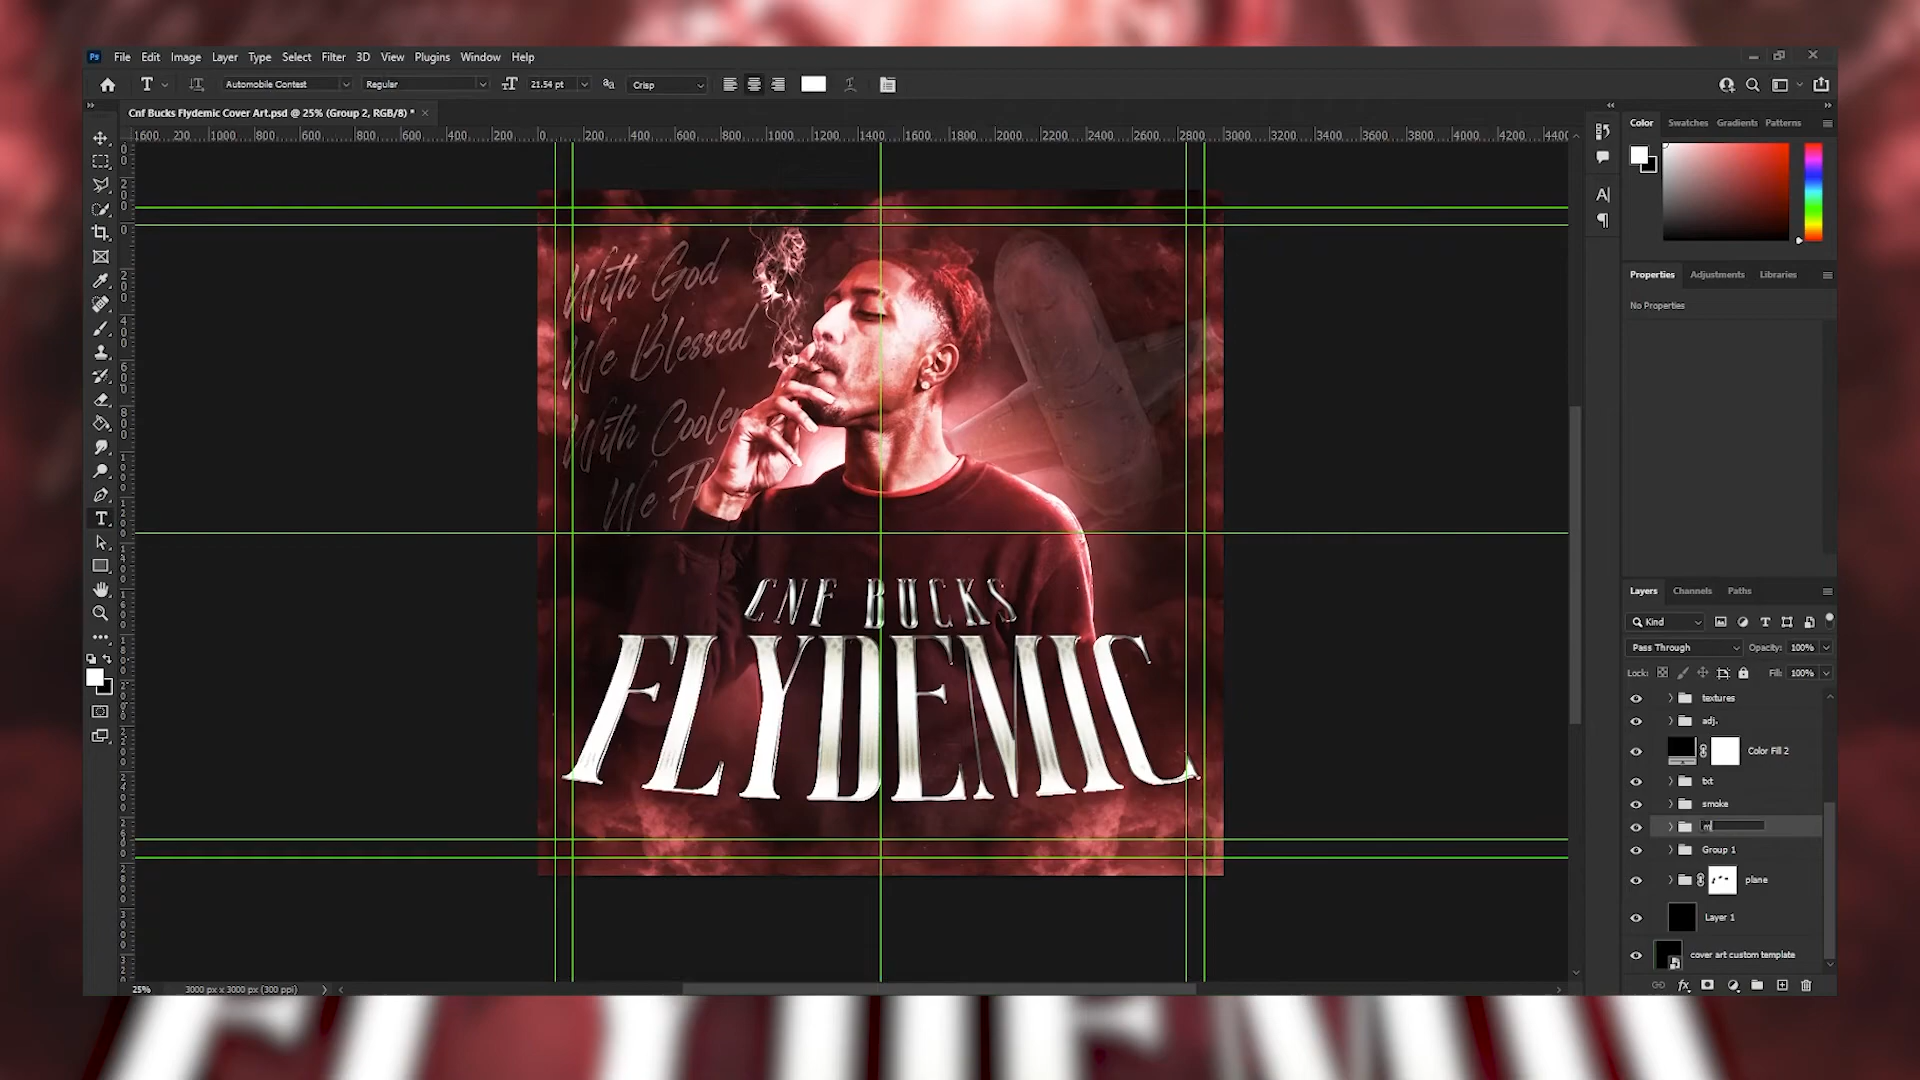 File Edit Image Layer Type Select Filter 3D View Plugins Window Help
Automobile Contest Regular 21.54 pt Crisp
Cnf Bucks Flydemic Cover Art.psd @ 25% (Group 2, RGB/8) *
Color Swatches Gradients Patterns
Properties Adjustments Libraries
No Properties
With God
We Blessed
With Cooler
We Fl
CNF BUCKS
FLYDEMIC
Layers Channels Paths
Kind
Pass Through Opacity: 100%
Lock: Fill: 100%
textures
adj.
Color Fill 2
txt
smoke
m
Group 1
plane
Layer 1
cover art custom template
25% 3000 px x 3000 px (300 ppi)
FLYDEMIC